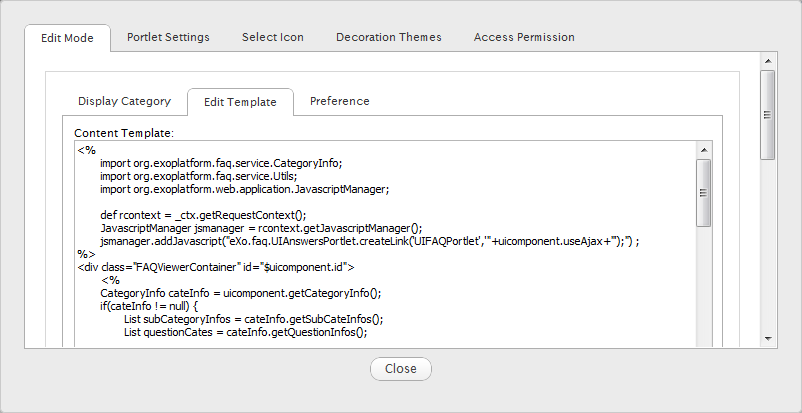 Edit Mode Portlet Settings Select Icon Decoration Themes Access Permission
Display Category Edit Template Preference
Content Template:
<%
import org.exoplatform.faq.service.CategoryInfo;
import org.exoplatform.faq.service.Utils;
import org.exoplatform.web.application.JavascriptManager;
def rcontext = _ctx.getRequestContext();
JavascriptManager jsmanager = rcontext.getJavascriptManager();
jsmanager.addJavascript("eXo.faq.UIAnswersPortlet.createLink('UIFAQPortlet','"+uicomponent.useAjax+"');") ;
%>
<div class="FAQViewerContainer" id="$uicomponent.id">
<%
CategoryInfo cateInfo = uicomponent.getCategoryInfo();
if(cateInfo != null) {
List subCategoryInfos = cateInfo.getSubCateInfos();
List questionCates = cateInfo.getQuestionInfos();
Close